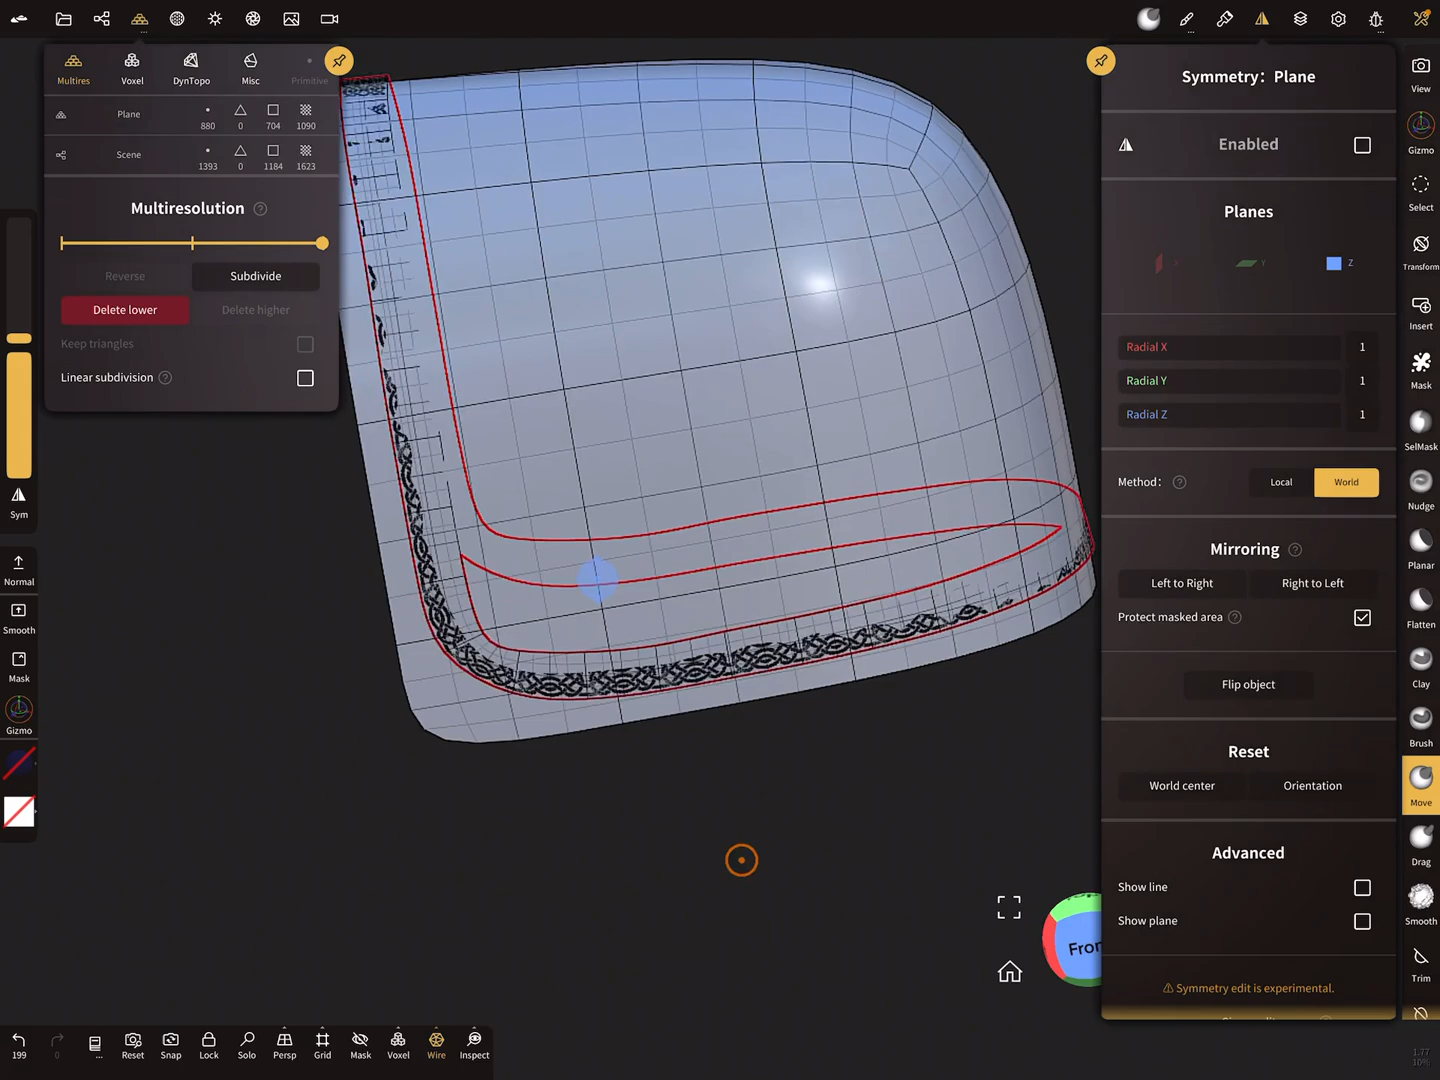 Multires
Voxel
DynTopo
Misc
Primitive
Plane
880
0
704
1090
Scene
1393
0
1184
1623
Multiresolution ?
Reverse
Subdivide
Delete lower
Delete higher
Keep triangles
Linear subdivision ?
Sym
Normal
Smooth
Mask
Gizmo
199
0
...
Reset
Snap
Lock
Solo
Persp
Grid
Mask
Voxel
Wire
Inspect
Front
Symmetry: Plane
Enabled
Planes
X
Y
Z
Radial X 1
Radial Y 1
Radial Z 1
Method: ?
Local
World
Mirroring ?
Left to Right
Right to Left
Protect masked area ?
Flip object
Reset
World center
Orientation
Advanced
Show line
Show plane
⚠ Symmetry edit is experimental.
View
Gizmo
Select
Transform
Insert
Mask
SelMask
Nudge
Planar
Flatten
Clay
Brush
Move
Drag
Smooth
Trim
1.77
10%